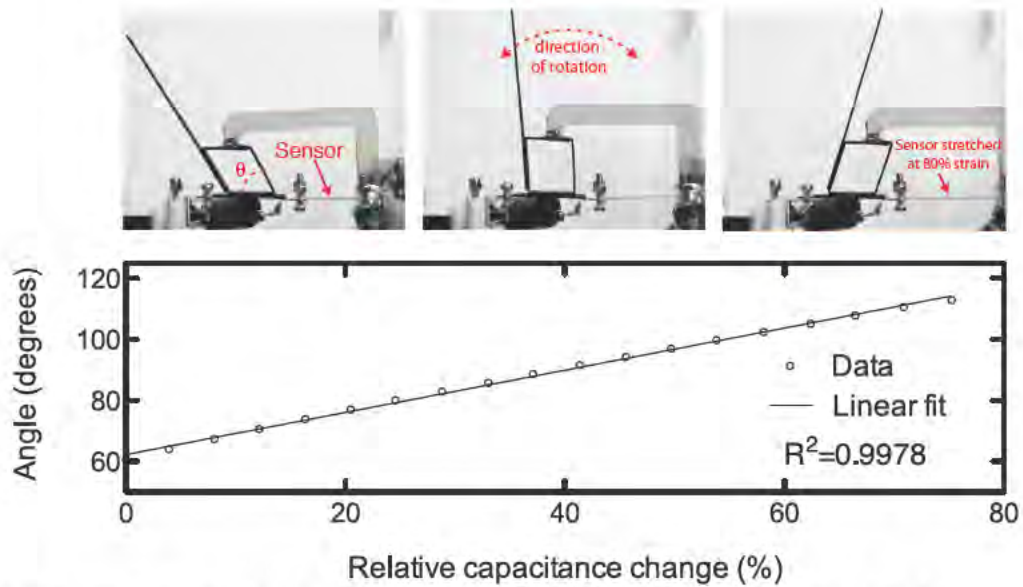 direction
of rotation
Sensor
θ
Sensor stretched
at 80% strain
Angle (degrees)
120
100
80
60
Data
Linear fit
R²=0.9978
0 20 40 60 80
Relative capacitance change (%)